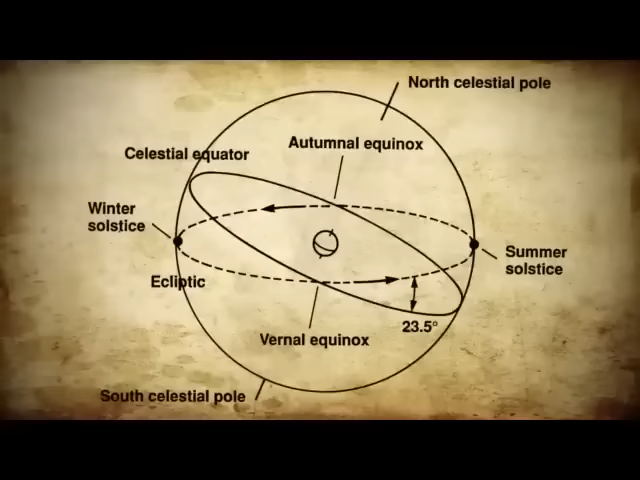 North celestial pole
Autumnal equinox
Celestial equator
Winter
solstice
Summer
solstice
Ecliptic
23.5°
Vernal equinox
South celestial pole